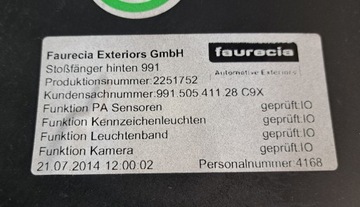 Faurecia Exteriors GmbH
faurecia
Stoßfänger hinten 991
Automotive Exteriors
Produktionsnummer:2251752
Kundensachnummer:991.505.411.28 C9X
Funktion PA Sensoren geprüft:IO
Funktion Kennzeichenleuchten geprüft:IO
Funktion Leuchtenband geprüft:IO
Funktion Kamera geprüft:IO
21.07.2014 12:00:02 Personalnummer:4168